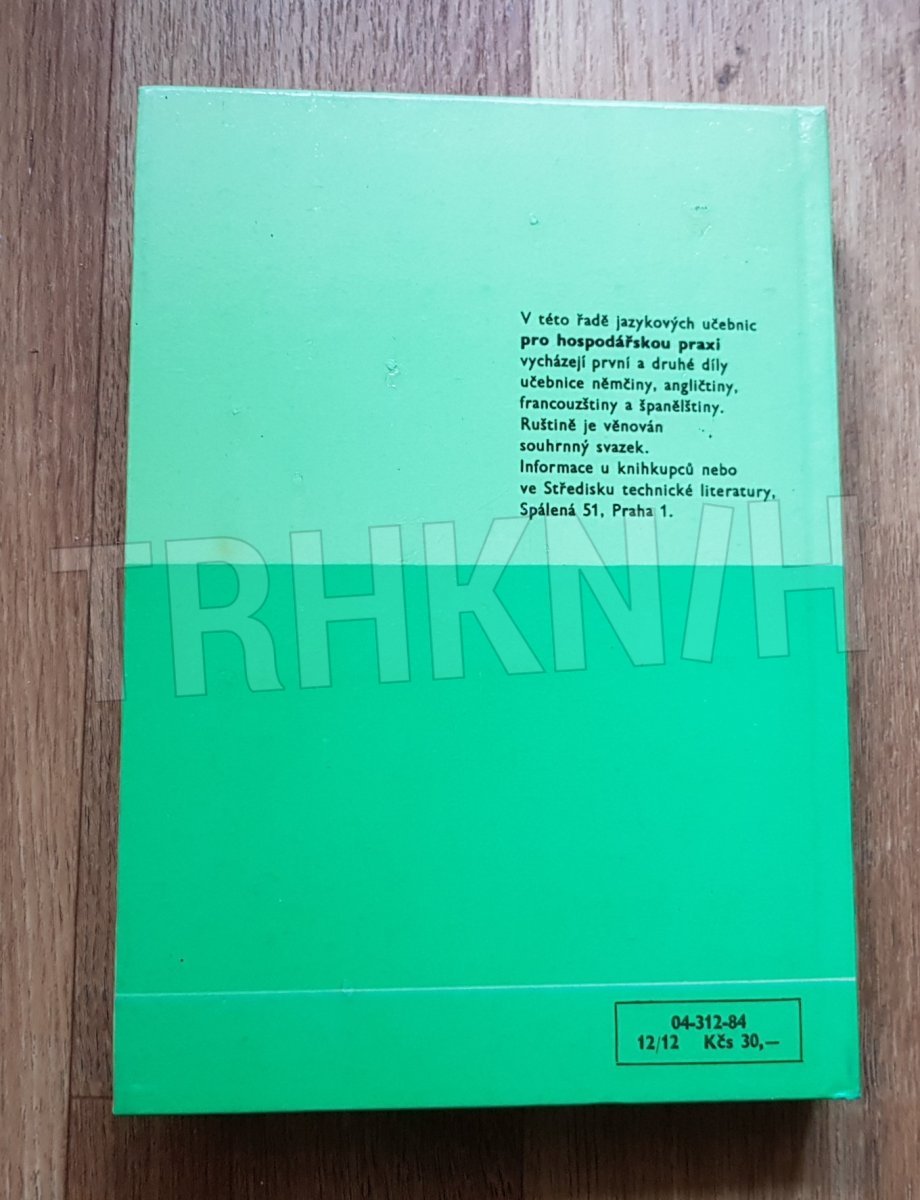 V této řadě jazykových učebnic
pro hospodářskou praxi
vycházejí první a druhé díly
učebnice němčiny, angličtiny,
francouzštiny a španělštiny.
Ruštině je věnován
souhrnný svazek.
Informace u knihkupců nebo
ve Středisku technické literatury,
Spálená 51, Praha 1.
TRHKNIH
04-312-84
12/12 Kčs 30,—